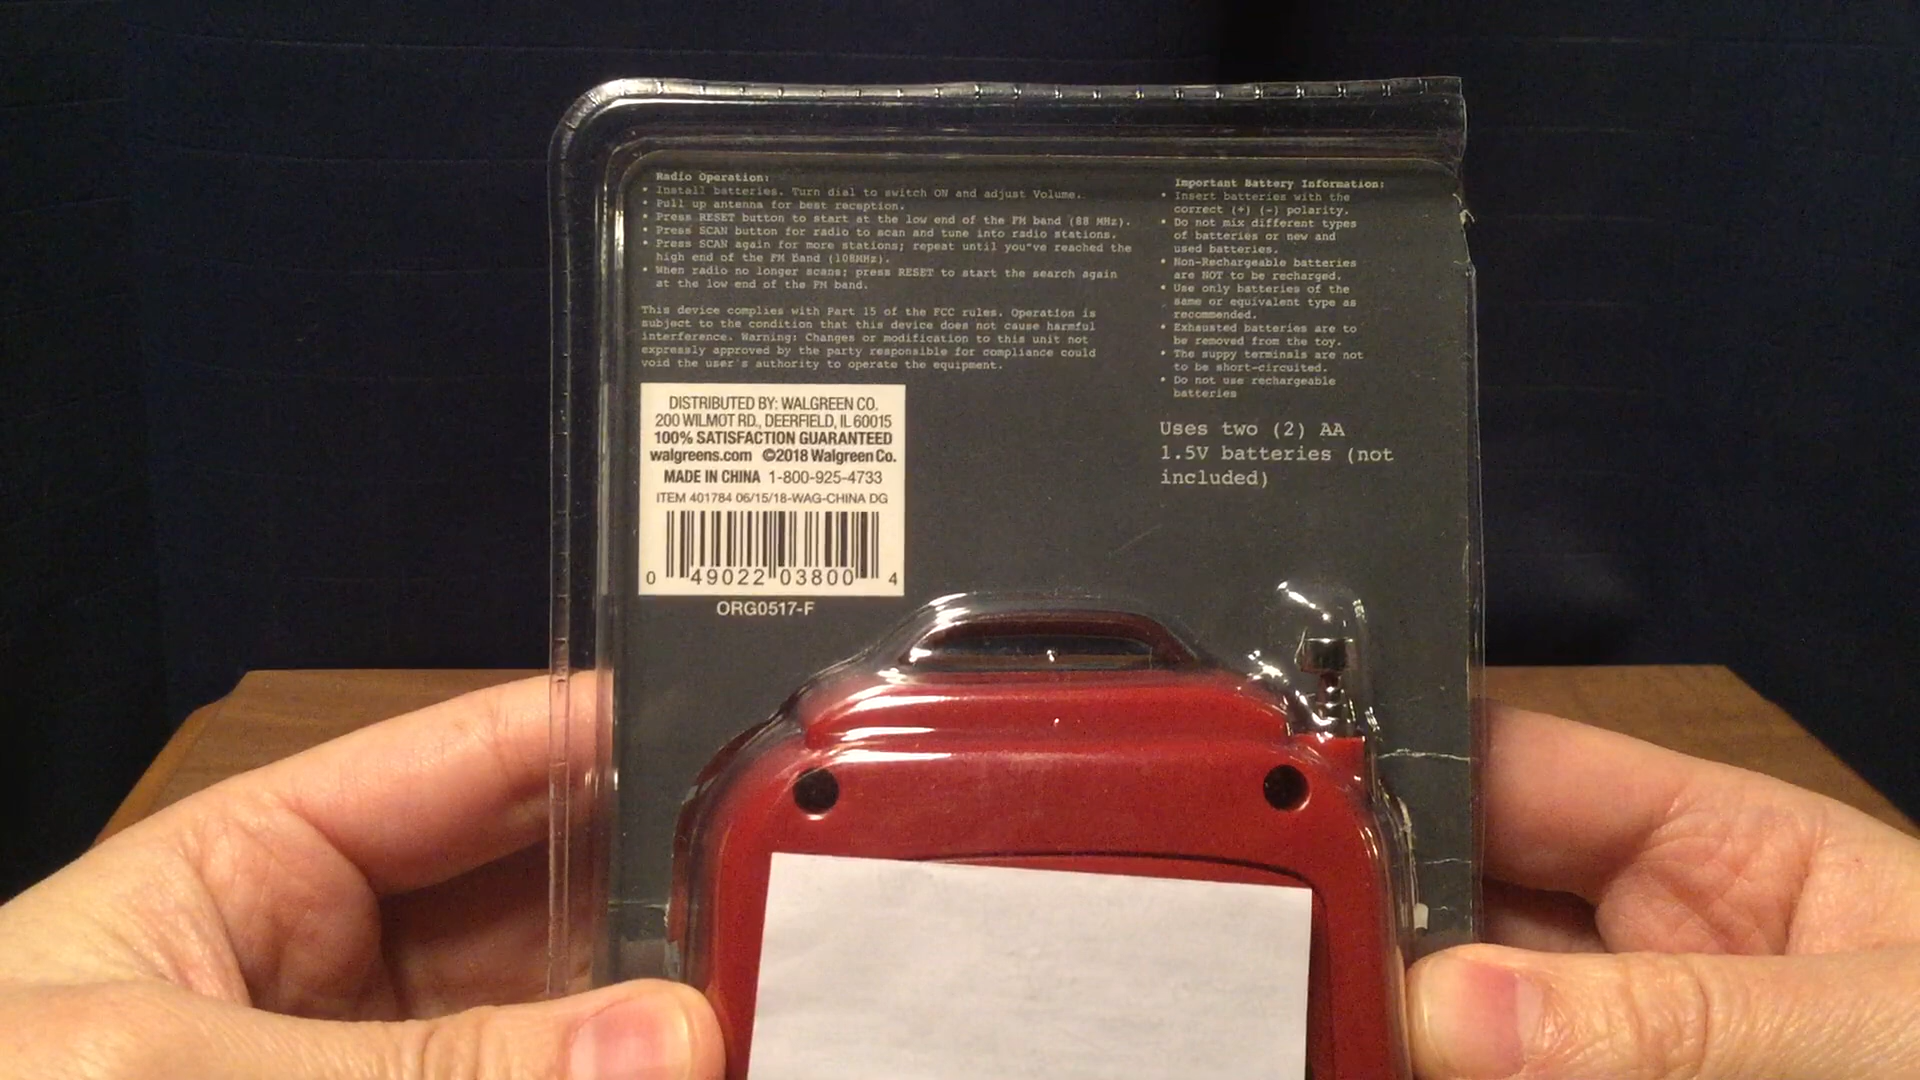 Radio Operation:
• Install batteries. Turn dial to switch ON and adjust Volume.
• Pull up antenna for best reception.
• Press RESET button to start at the low end of the FM band (88 MHz).
• Press SCAN button for radio to scan and tune into radio stations.
• Press SCAN again for more stations; repeat until you"ve reached the
high end of the FM Band (108MHz).
• When radio no longer scans; press RESET to start the search again
at the low end of the FM band.
This device complies with Part 15 of the FCC rules. Operation is
subject to the condition that this device does not cause harmful
interference. Warning: Changes or modification to this unit not
expressly approved by the party responsible for compliance could
void the user's authority to operate the equipment.
DISTRIBUTED BY: WALGREEN CO.
200 WILMOT RD., DEERFIELD, IL 60015
100% SATISFACTION GUARANTEED
walgreens.com ©2018 Walgreen Co.
MADE IN CHINA 1-800-925-4733
ITEM 401784 06/15/18-WAG-CHINA DG
0 49022 03800 4
ORG0517-F
Important Battery Information:
• Insert batteries with the
correct (+) (-) polarity.
• Do not mix different types
of batteries or new and
used batteries.
• Non-Rechargeable batteries
are NOT to be recharged.
• Use only batteries of the
same or equivalent type as
recommended.
• Exhausted batteries are to
be removed from the toy.
• The suppy terminals are not
to be short-circuited.
• Do not use rechargeable
batteries
Uses two (2) AA
1.5V batteries (not
included)